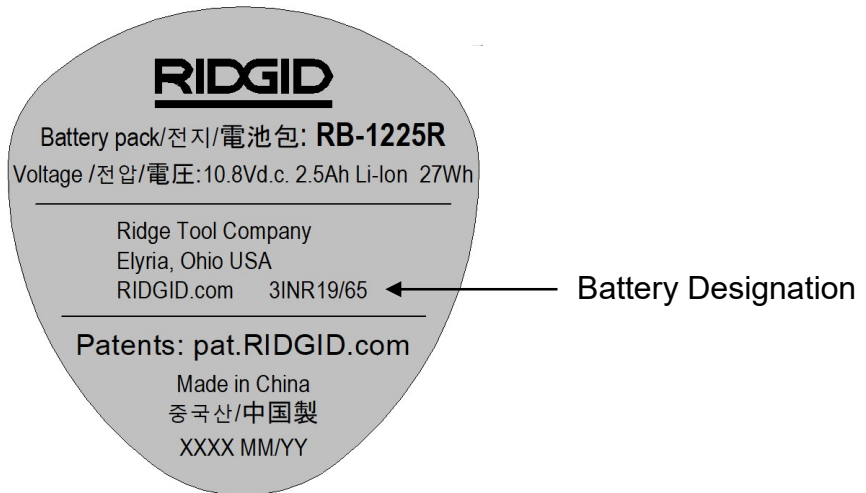 RIDGID
Battery pack/전지/電池包: RB-1225R
Voltage /전압/電圧:10.8Vd.c. 2.5Ah Li-Ion 27Wh
Ridge Tool Company
Elyria, Ohio USA
RIDGID.com 3INR19/65
Battery Designation
Patents: pat.RIDGID.com
Made in China
중국산/中国製
XXXX MM/YY